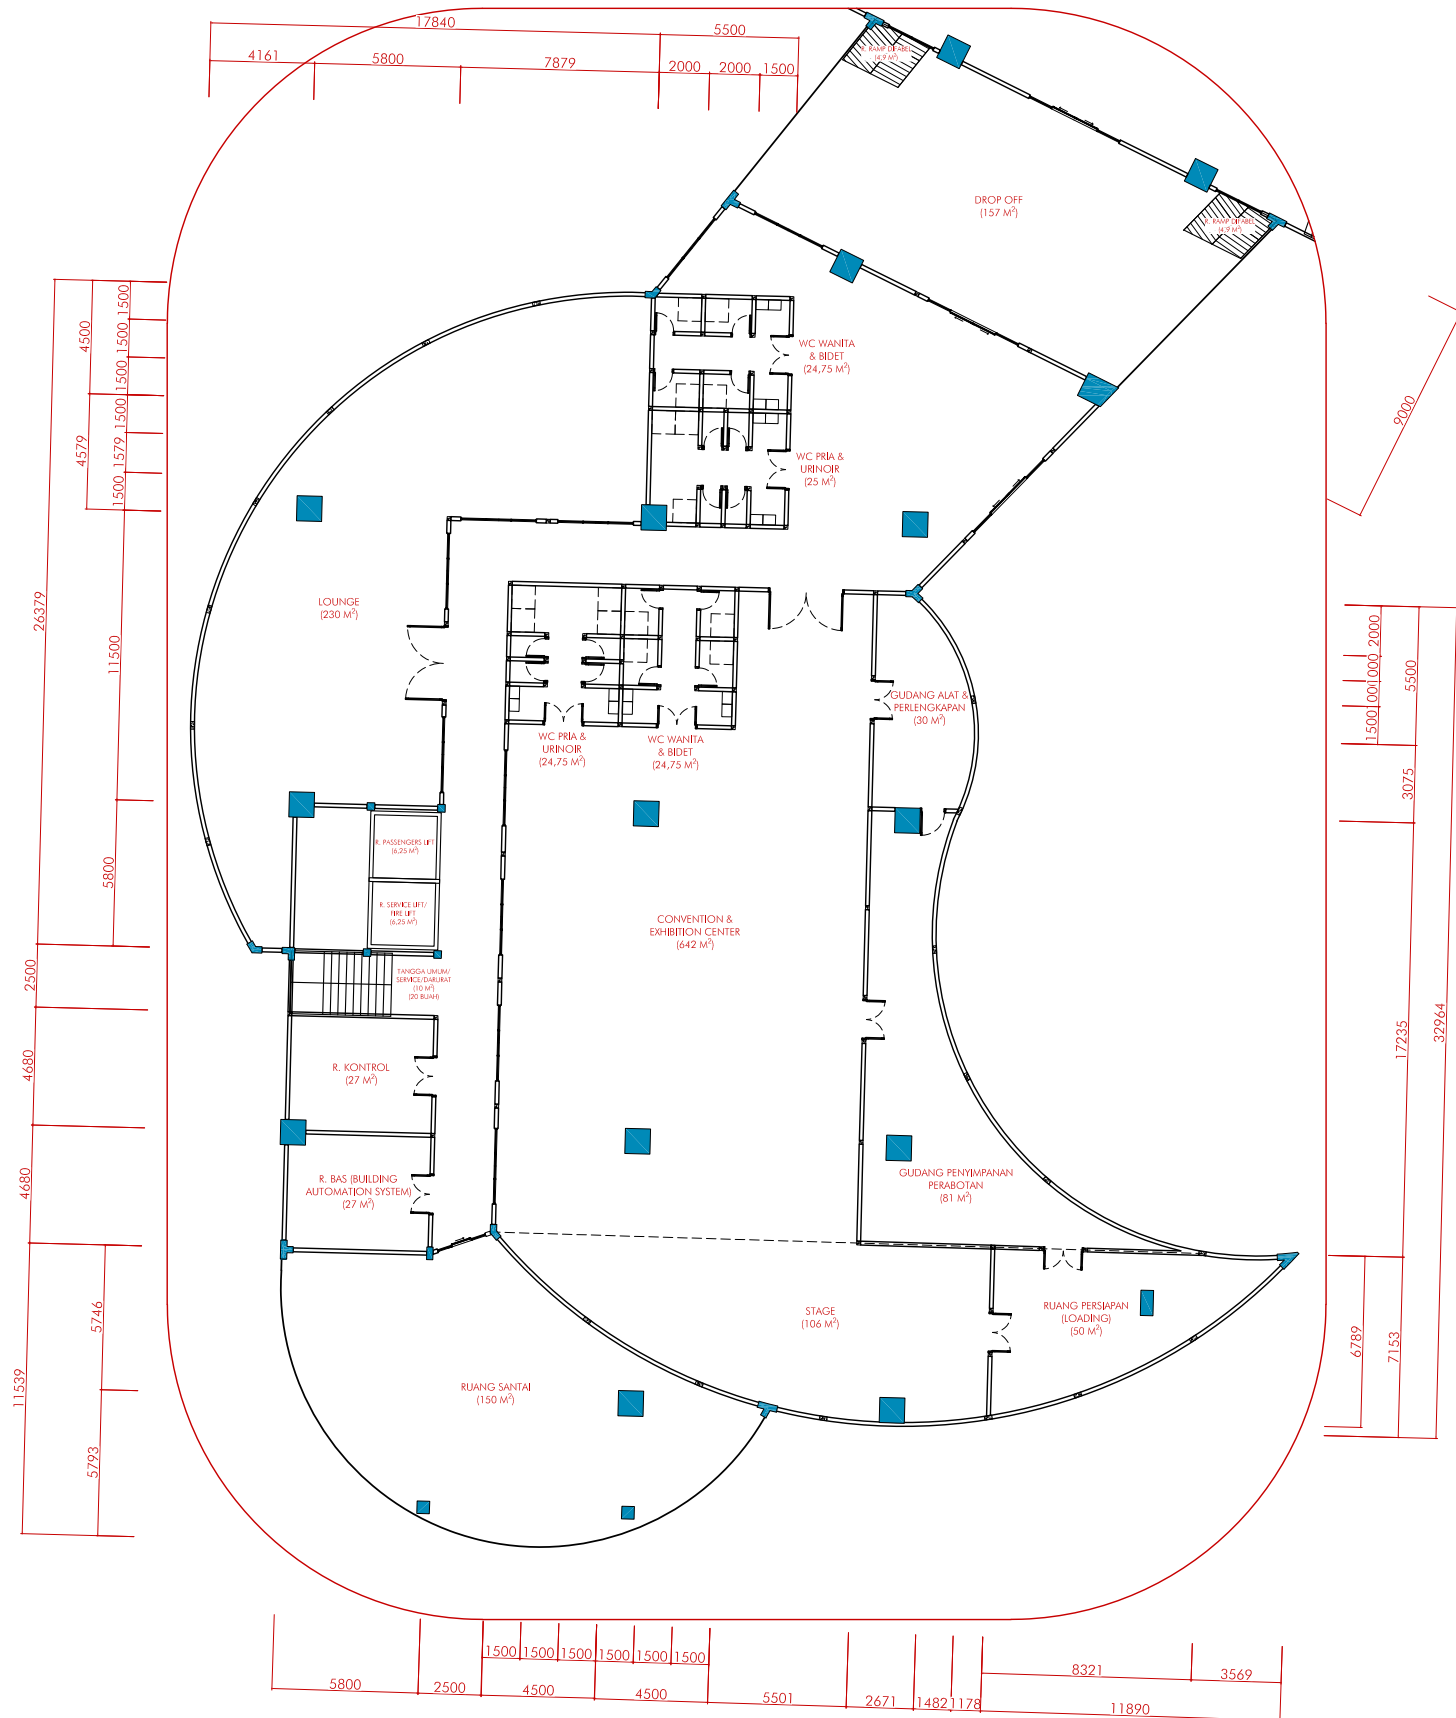 17840
5500
4161
5800
7879
2000
2000
1500
R. RAMP DIFABEL
(4,9 M²)
DROP OFF
(157 M²)
R. RAMP DIFABEL
(4,9 M²)
9000
26379
4500
4579
1500
1500
1500
1500
1579
1500
11500
5800
2500
4680
4680
11539
5746
5793
WC WANITA
& BIDET
(24,75 M²)
WC PRIA &
URINOIR
(25 M²)
LOUNGE
(230 M²)
WC PRIA &
URINOIR
(24,75 M²)
WC WANITA
& BIDET
(24,75 M²)
GUDANG ALAT &
PERLENGKAPAN
(30 M²)
R. PASSENGERS LIFT
(6,25 M²)
R. SERVICE LIFT/
FIRE LIFT
(6,25 M²)
CONVENTION &
EXHIBITION CENTER
(642 M²)
TANGGA UMUM/
SERVICE/DARURAT
(10 M²)
(20 BUAH)
R. KONTROL
(27 M²)
R. BAS (BUILDING
AUTOMATION SYSTEM)
(27 M²)
GUDANG PENYIMPANAN
PERABOTAN
(81 M²)
STAGE
(106 M²)
RUANG PERSIAPAN
(LOADING)
(50 M²)
RUANG SANTAI
(150 M²)
2000
1000
1001
1500
5500
3075
17235
32964
6789
7153
1500
1500
1500
1500
1500
1500
5800
2500
4500
4500
5501
2671
1482
1178
8321
3569
11890